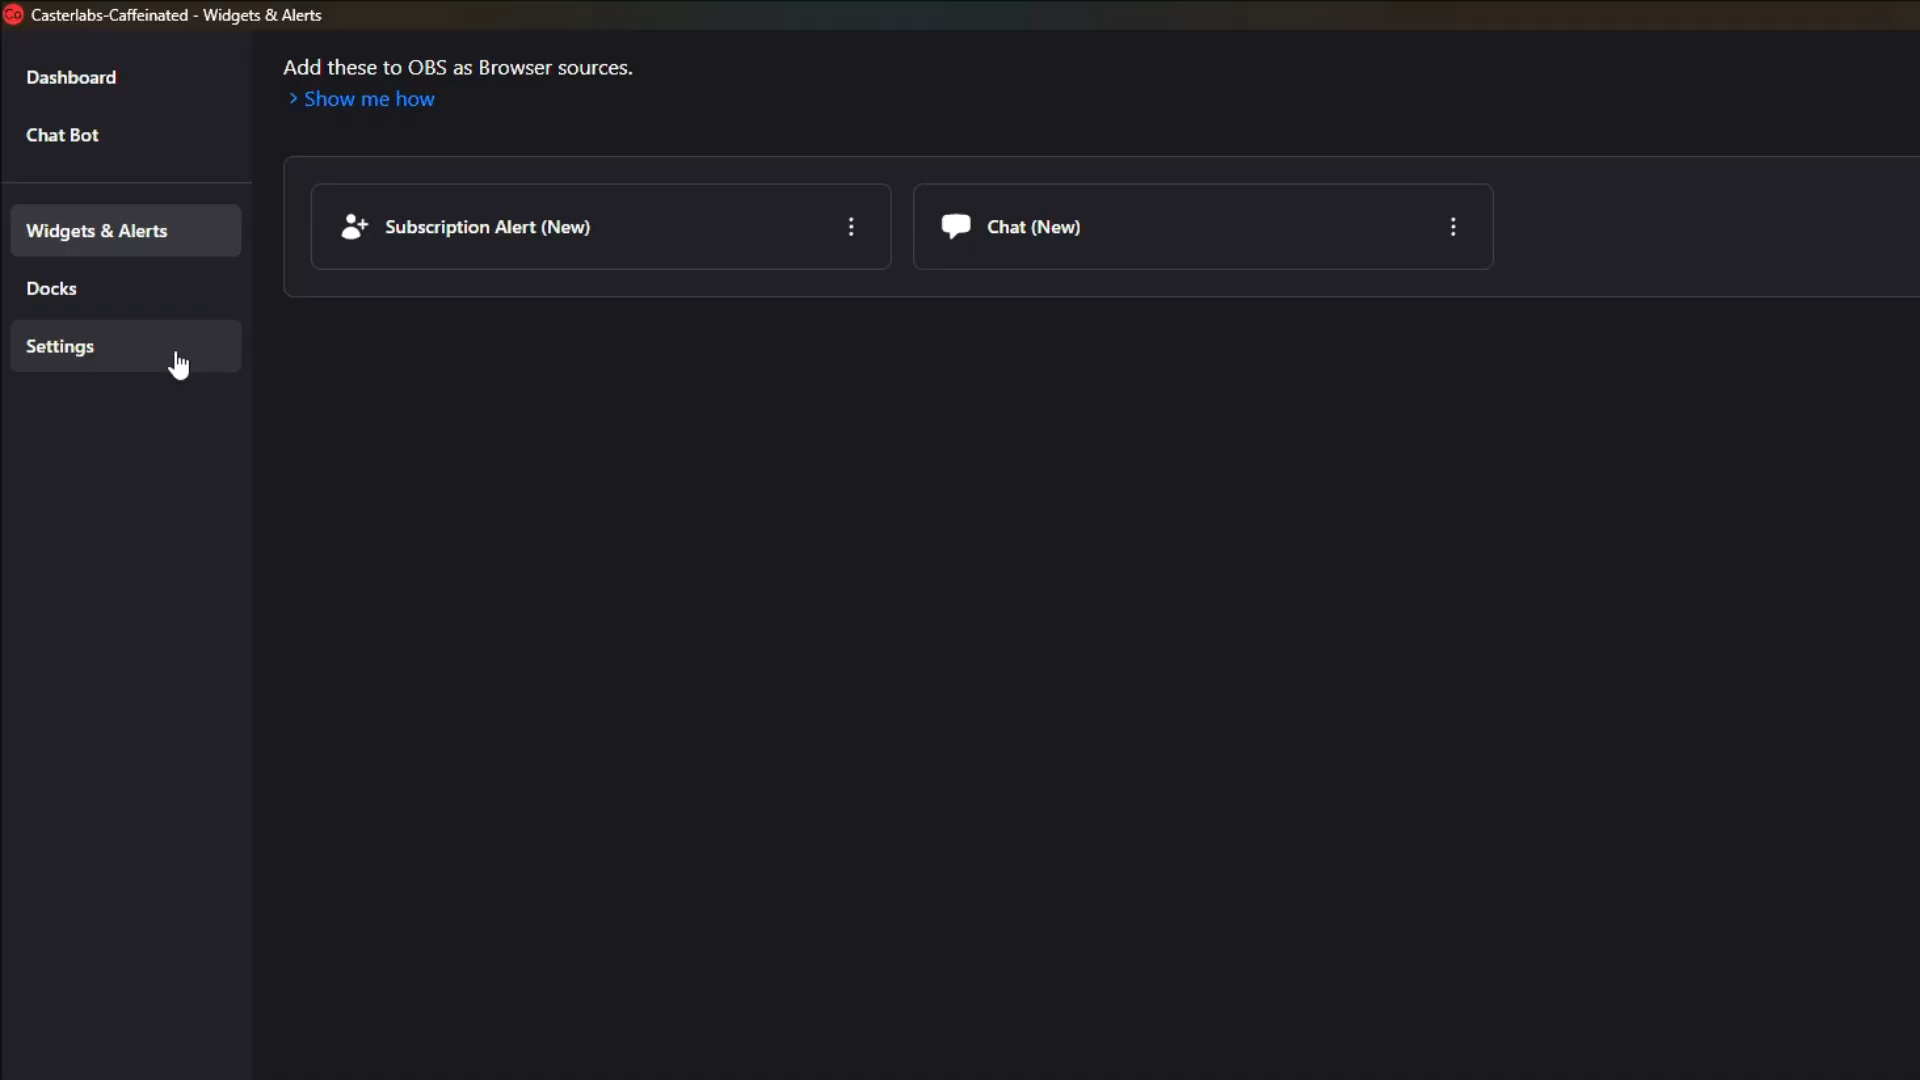 Co Casterlabs-Caffeinated - Widgets & Alerts
Dashboard
Chat Bot
Widgets & Alerts
Docks
Settings
Add these to OBS as Browser sources.
> Show me how
Subscription Alert (New)
Chat (New)